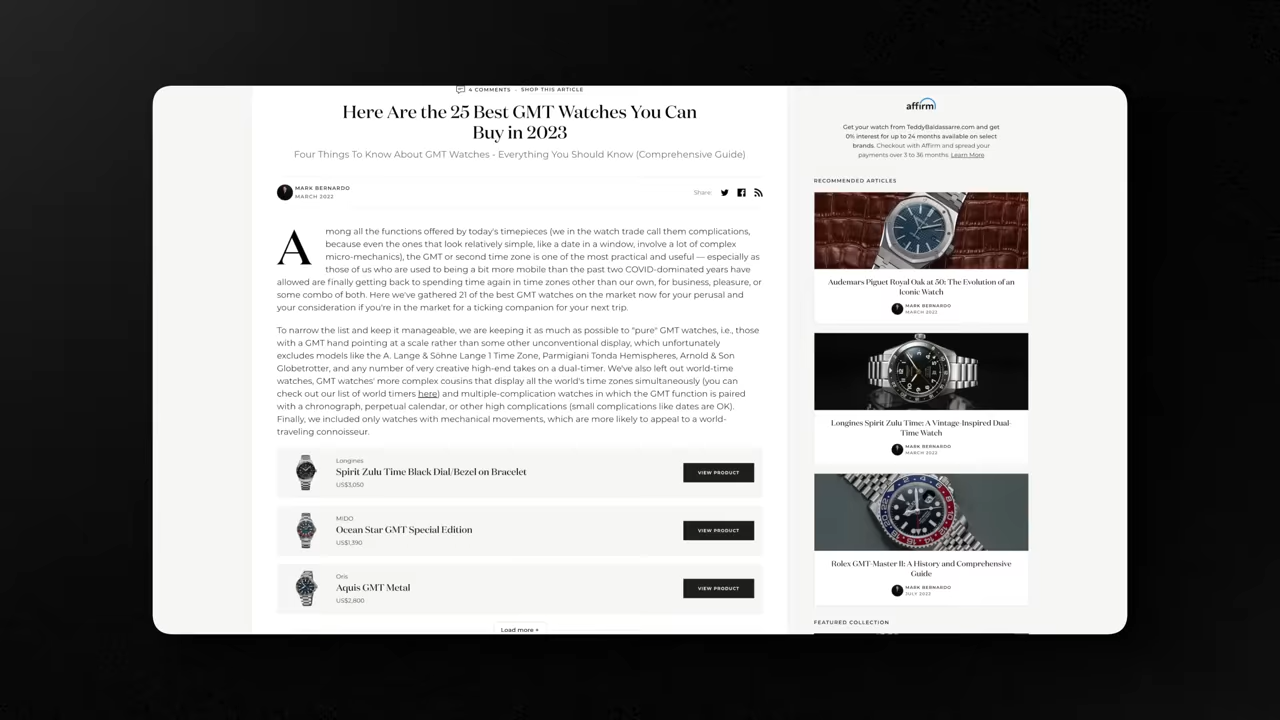 4 COMMENTS - SHOP THIS ARTICLE
Here Are the 25 Best GMT Watches You Can
Buy in 2023
Four Things To Know About GMT Watches - Everything You Should Know (Comprehensive Guide)
MARK BERNARDO
MARCH 2022
Share:
Among all the functions offered by today's timepieces (we in the watch trade call them complications,
because even the ones that look relatively simple, like a date in a window, involve a lot of complex
micro-mechanics), the GMT or second time zone is one of the most practical and useful — especially as
those of us who are used to being a bit more mobile than the past two COVID-dominated years have
allowed are finally getting back to spending time again in time zones other than our own, for business, pleasure, or
some combo of both. Here we've gathered 21 of the best GMT watches on the market now for your perusal and
your consideration if you're in the market for a ticking companion for your next trip.
To narrow the list and keep it manageable, we are keeping it as much as possible to "pure" GMT watches, i.e., those
with a GMT hand pointing at a scale rather than some other unconventional display, which unfortunately
excludes models like the A. Lange & Söhne Lange 1 Time Zone, Parmigiani Tonda Hemispheres, Arnold & Son
Globetrotter, and any number of very creative high-end takes on a dual-timer. We've also left out world-time
watches, GMT watches' more complex cousins that display all the world's time zones simultaneously (you can
check out our list of world timers here) and multiple-complication watches in which the GMT function is paired
with a chronograph, perpetual calendar, or other high complications (small complications like dates are OK).
Finally, we included only watches with mechanical movements, which are more likely to appeal to a world-
traveling connoisseur.
Longines
Spirit Zulu Time Black Dial/Bezel on Bracelet
US$3,050
VIEW PRODUCT
MIDO
Ocean Star GMT Special Edition
US$1,390
VIEW PRODUCT
Oris
Aquis GMT Metal
US$2,800
VIEW PRODUCT
Load more +
affirm
Get your watch from TeddyBaldassarre.com and get
0% interest for up to 24 months available on select
brands. Checkout with Affirm and spread your
payments over 3 to 36 months. Learn More
RECOMMENDED ARTICLES
Audemars Piguet Royal Oak at 50: The Evolution of an
Iconic Watch
MARK BERNARDO
MARCH 2022
Longines Spirit Zulu Time: A Vintage-Inspired Dual-
Time Watch
MARK BERNARDO
MARCH 2022
Rolex GMT-Master II: A History and Comprehensive
Guide
MARK BERNARDO
JULY 2022
FEATURED COLLECTION